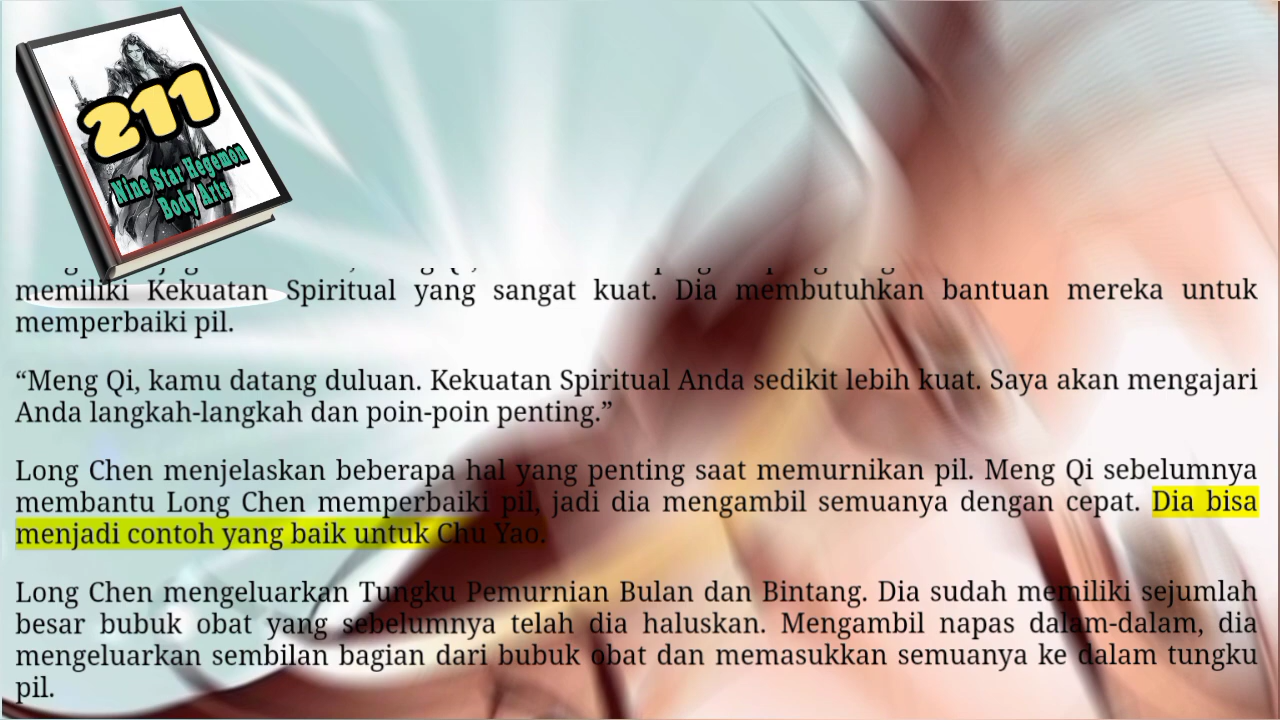 211
Nine Star Hegemon
Body Arts
memiliki Kekuatan Spiritual yang sangat kuat. Dia membutuhkan bantuan mereka untuk
memperbaiki pil.
“Meng Qi, kamu datang duluan. Kekuatan Spiritual Anda sedikit lebih kuat. Saya akan mengajari
Anda langkah-langkah dan poin-poin penting.”
Long Chen menjelaskan beberapa hal yang penting saat memurnikan pil. Meng Qi sebelumnya
membantu Long Chen memperbaiki pil, jadi dia mengambil semuanya dengan cepat. Dia bisa
menjadi contoh yang baik untuk Chu Yao.
Long Chen mengeluarkan Tungku Pemurnian Bulan dan Bintang. Dia sudah memiliki sejumlah
besar bubuk obat yang sebelumnya telah dia haluskan. Mengambil napas dalam-dalam, dia
mengeluarkan sembilan bagian dari bubuk obat dan memasukkan semuanya ke dalam tungku
pil.